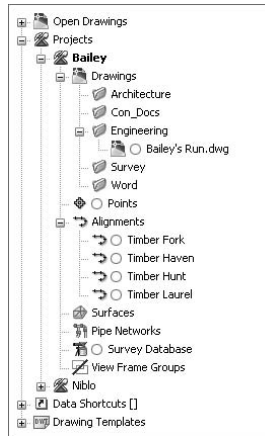 Open Drawings
Projects
Bailey
Drawings
Architecture
Con_Docs
Engineering
Bailey's Run.dwg
Survey
Word
Points
Alignments
Timber Fork
Timber Haven
Timber Hunt
Timber Laurel
Surfaces
Pipe Networks
Survey Database
View Frame Groups
Niblo
Data Shortcuts []
Drawing Templates